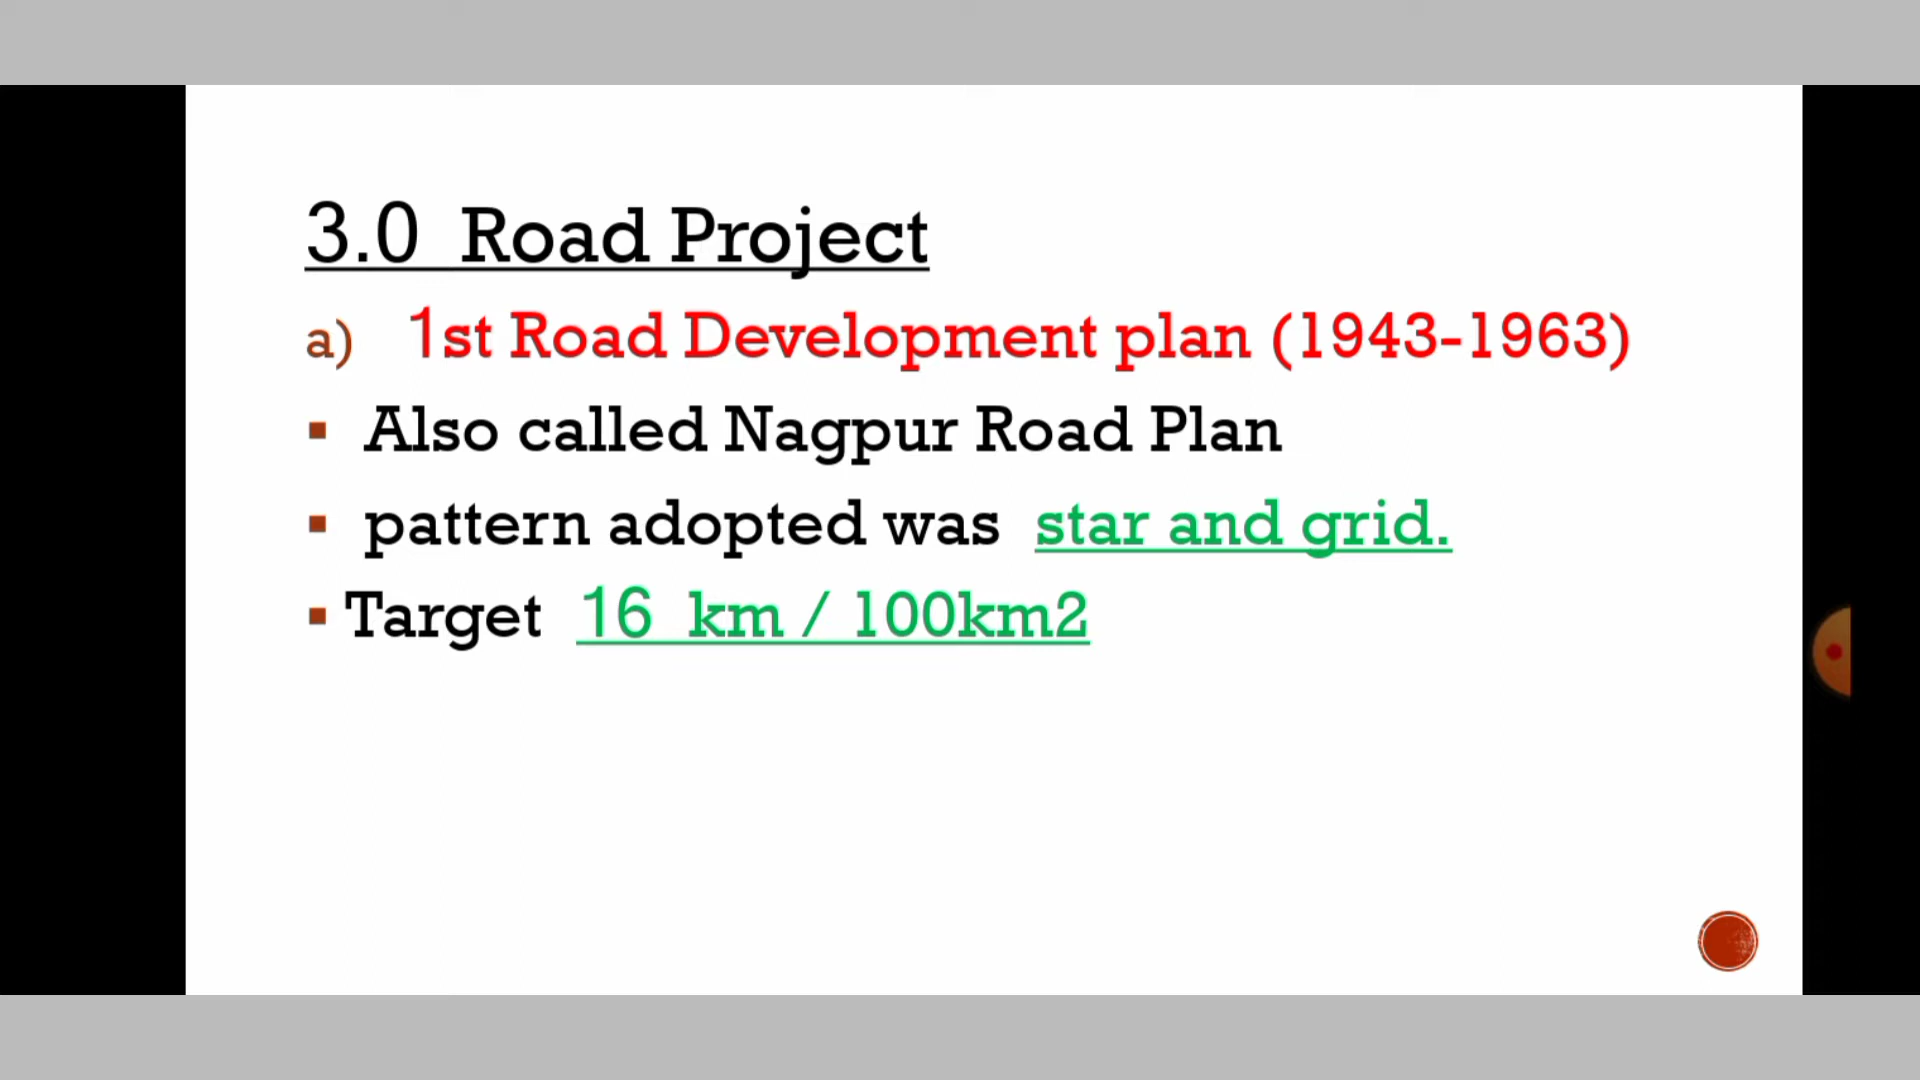 3.0 Road Project
a) 1st Road Development plan (1943-1963)
▪ Also called Nagpur Road Plan
▪ pattern adopted was star and grid.
▪ Target 16 km / 100km2